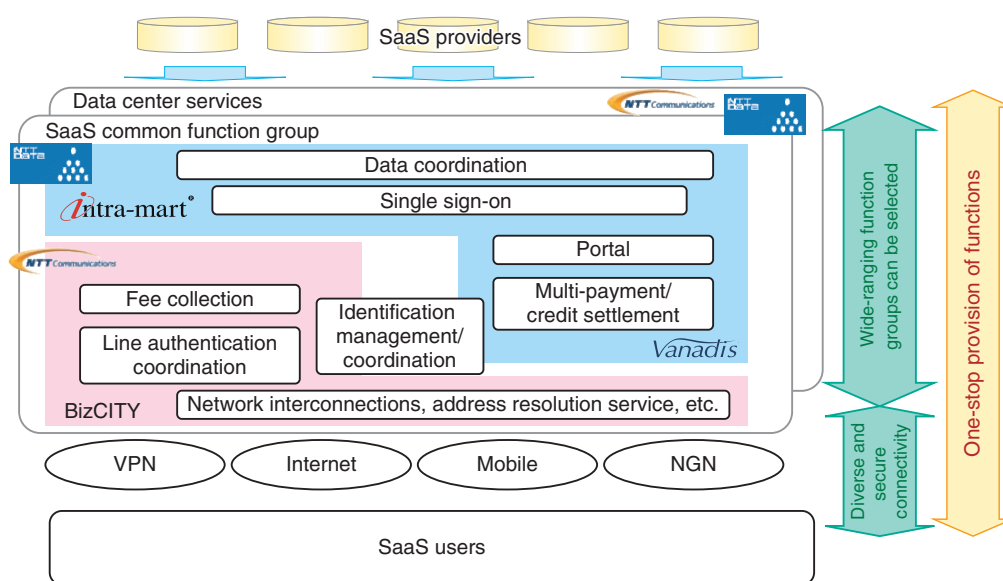 SaaS providers
Data center services
NTT Communications
NTT Data
SaaS common function group
NTT Data
Data coordination
intra-mart
Single sign-on
NTT Communications
Portal
Fee collection
Identification
management/
coordination
Multi-payment/
credit settlement
Line authentication
coordination
Vanadis
BizCITY
Network interconnections, address resolution service, etc.
VPN
Internet
Mobile
NGN
SaaS users
Wide-ranging function
groups can be selected
Diverse and
secure
connectivity
One-stop provision of functions